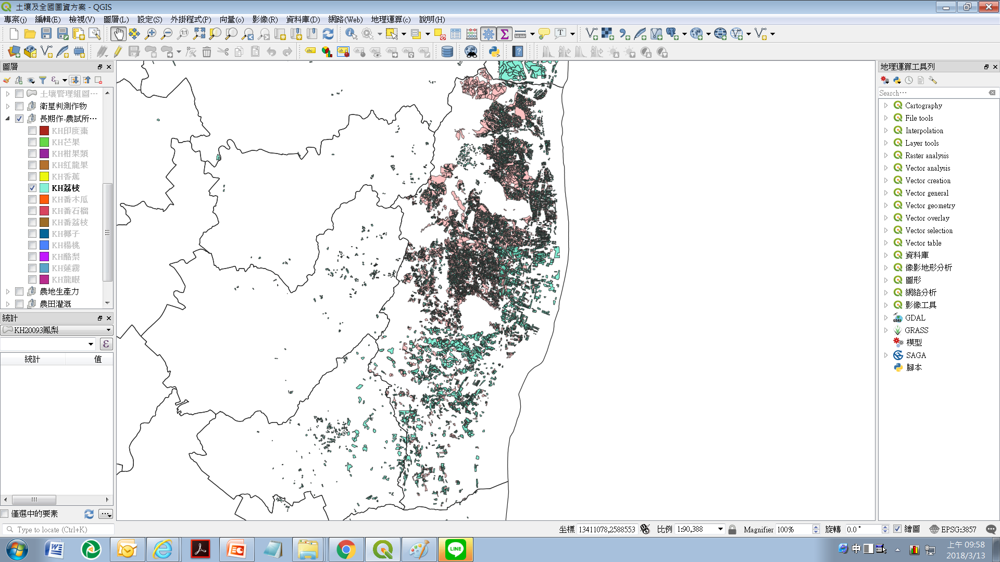 土壤及全國圖資方案 - QGIS
專案(j) 編輯(E) 檢視(V) 圖層(L) 設定(S) 外掛程式(P) 向量(o) 影像(R) 資料庫(D) 網路(Web) 地理運算(c) 說明(H)
圖層
土壤管理組圖…
衛星判測作物
長期作-農試所…
KH印度棗
KH芒果
KH柑果類
KH紅龍果
KH香蕉
KH荔枝
KH番木瓜
KH番石榴
KH番荔枝
KH椰子
KH楊桃
KH酪梨
KH蓮霧
KH龍眼
農地生產力
農田灌溉
統計
KH20093鳳梨
ε
統計 值
僅選中的要素
Type to locate (Ctrl+K)
地理運算工具列
Search…
Cartography
File tools
Interpolation
Layer tools
Raster analysis
Vector analysis
Vector creation
Vector general
Vector geometry
Vector overlay
Vector selection
Vector table
資料庫
像影地形分析
圖形
網絡分析
影像工具
GDAL
GRASS
模型
SAGA
腳本
坐標 13411078,2588553 比例 1:90,388 Magnifier 100% 旋轉 0.0 ° 繪圖 EPSG:3857
LINE
中
上午 09:58
2018/3/13